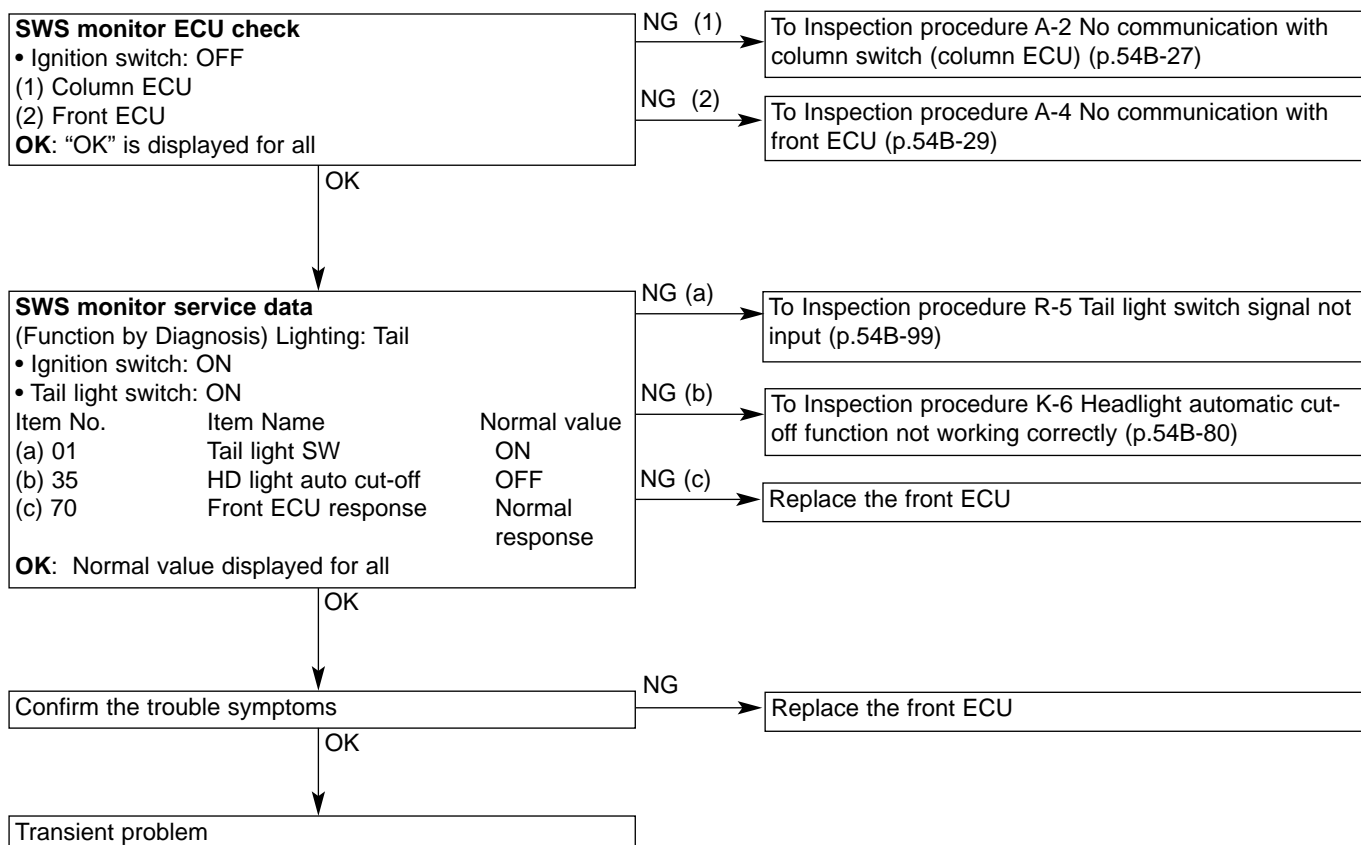 SWS monitor ECU check
• Ignition switch: OFF
(1) Column ECU
(2) Front ECU
OK: “OK” is displayed for all
NG (1)
To Inspection procedure A-2 No communication with
column switch (column ECU) (p.54B-27)
NG (2)
To Inspection procedure A-4 No communication with
front ECU (p.54B-29)
OK
SWS monitor service data
(Function by Diagnosis) Lighting: Tail
• Ignition switch: ON
• Tail light switch: ON
Item No. Item Name Normal value
(a) 01 Tail light SW ON
(b) 35 HD light auto cut-off OFF
(c) 70 Front ECU response Normal
response
OK: Normal value displayed for all
NG (a)
To Inspection procedure R-5 Tail light switch signal not
input (p.54B-99)
NG (b)
To Inspection procedure K-6 Headlight automatic cut-
off function not working correctly (p.54B-80)
NG (c)
Replace the front ECU
OK
Confirm the trouble symptoms
NG
Replace the front ECU
OK
Transient problem